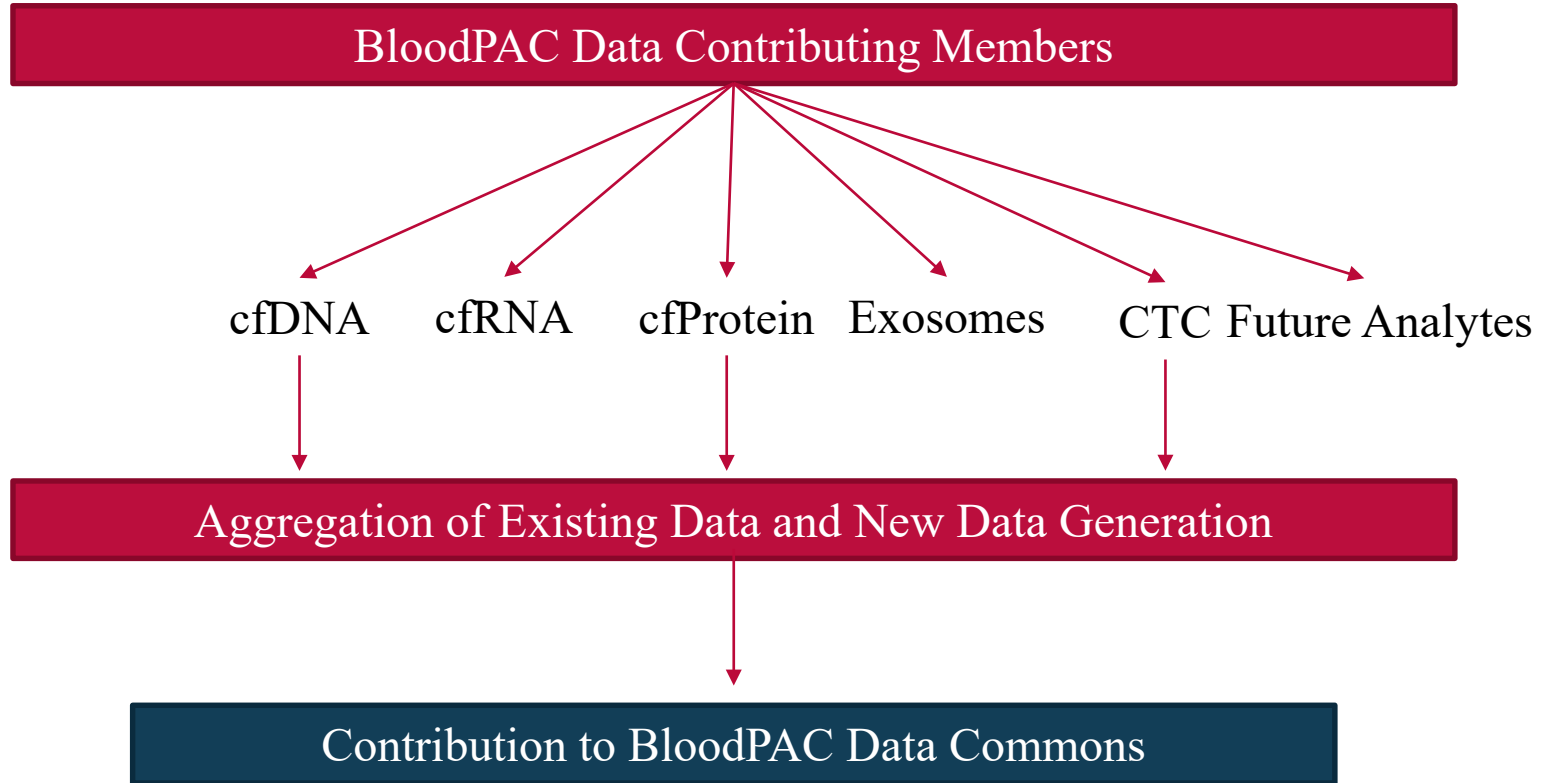 BloodPAC Data Contributing Members
cfDNA cfRNA cfProtein Exosomes CTC Future Analytes
Aggregation of Existing Data and New Data Generation
Contribution to BloodPAC Data Commons